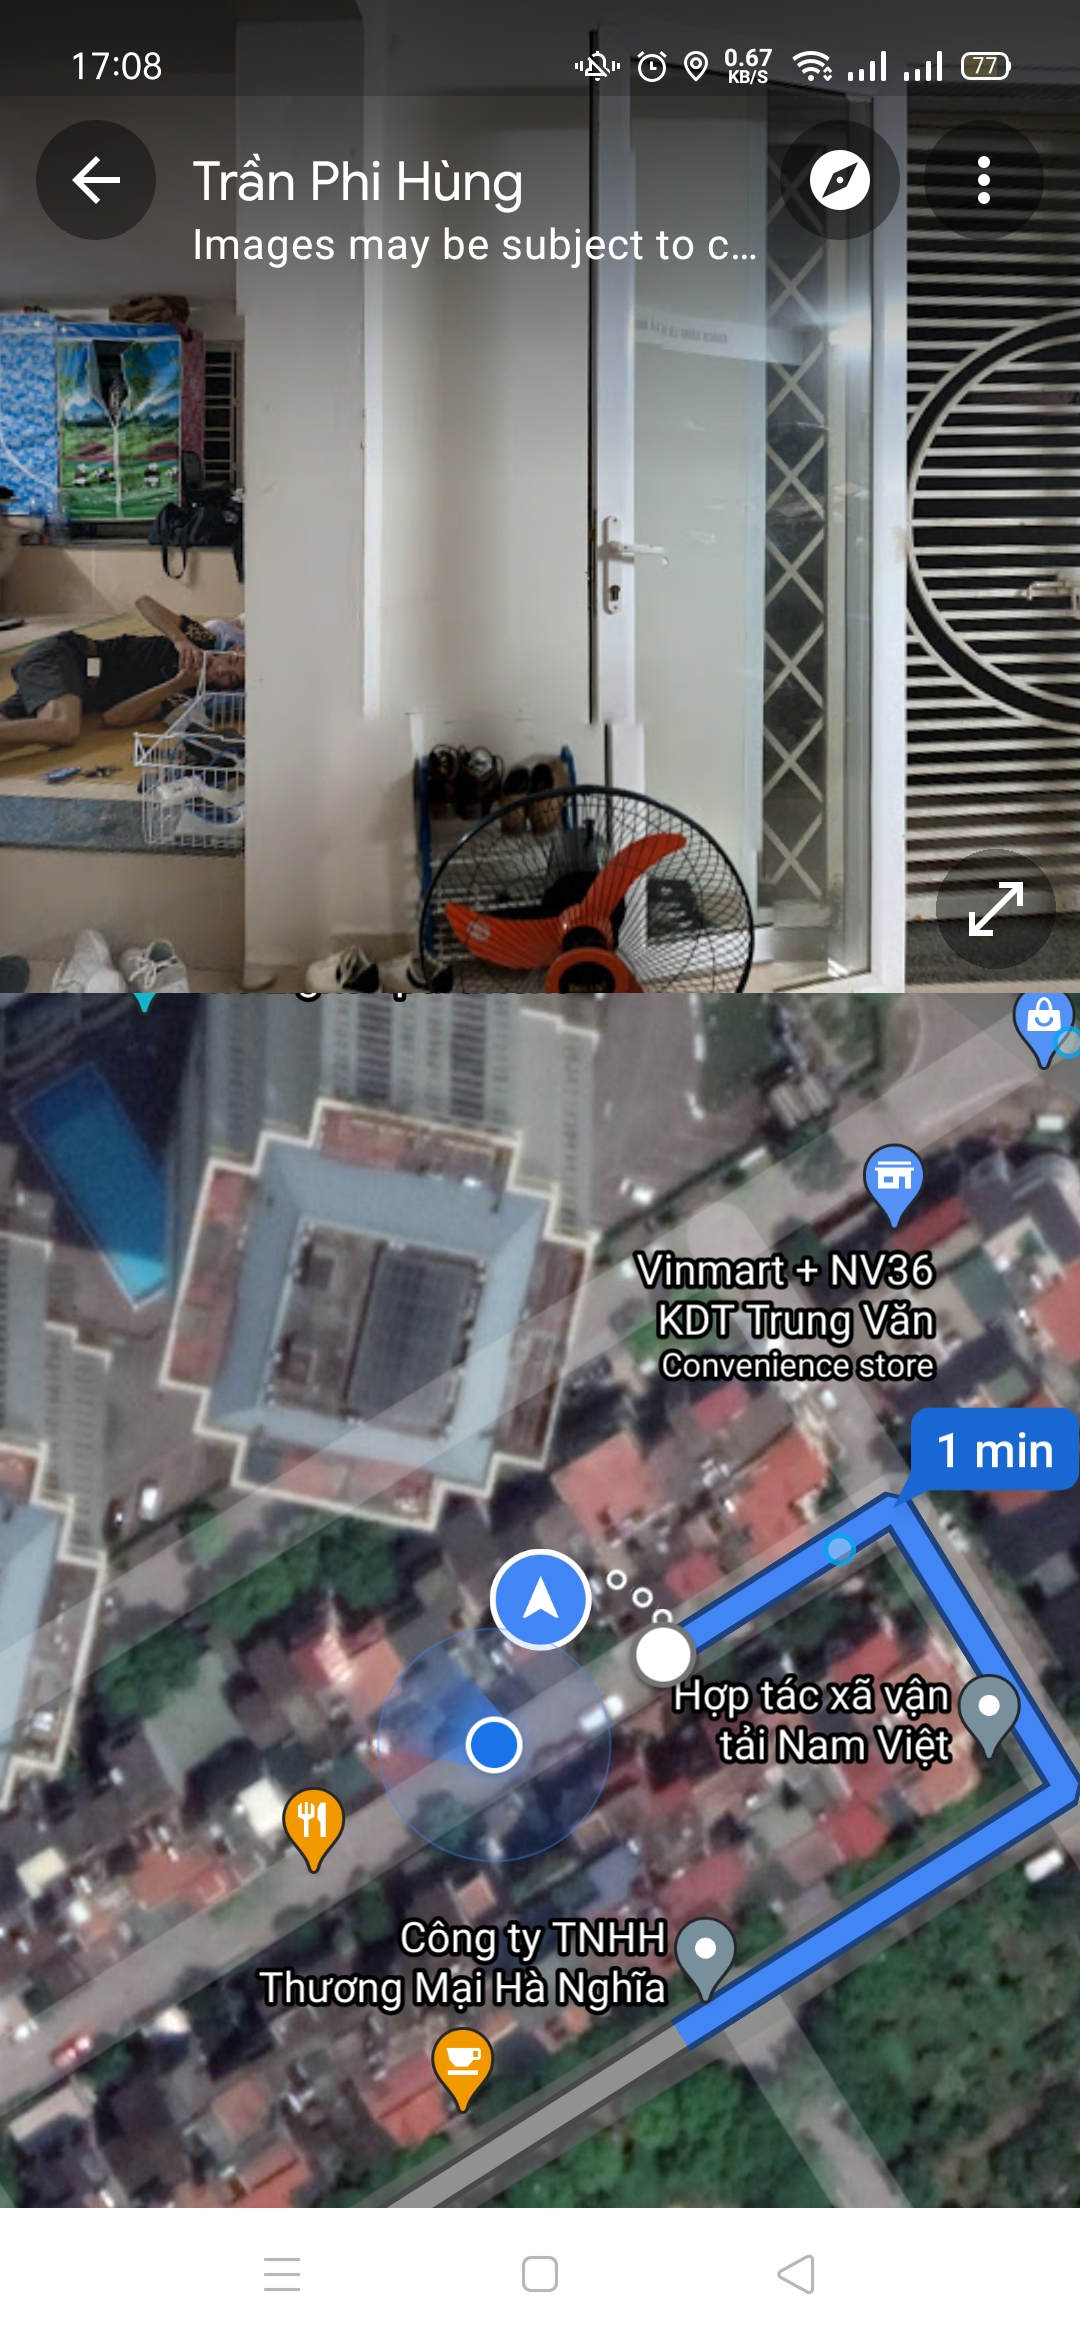 17:08
0.67
KB/S
77
Trần Phi Hùng
Images may be subject to c...
Vinmart + NV36
KDT Trung Văn
Convenience store
1 min
Hợp tác xã vận
tải Nam Việt
Công ty TNHH
Thương Mại Hà Nghĩa